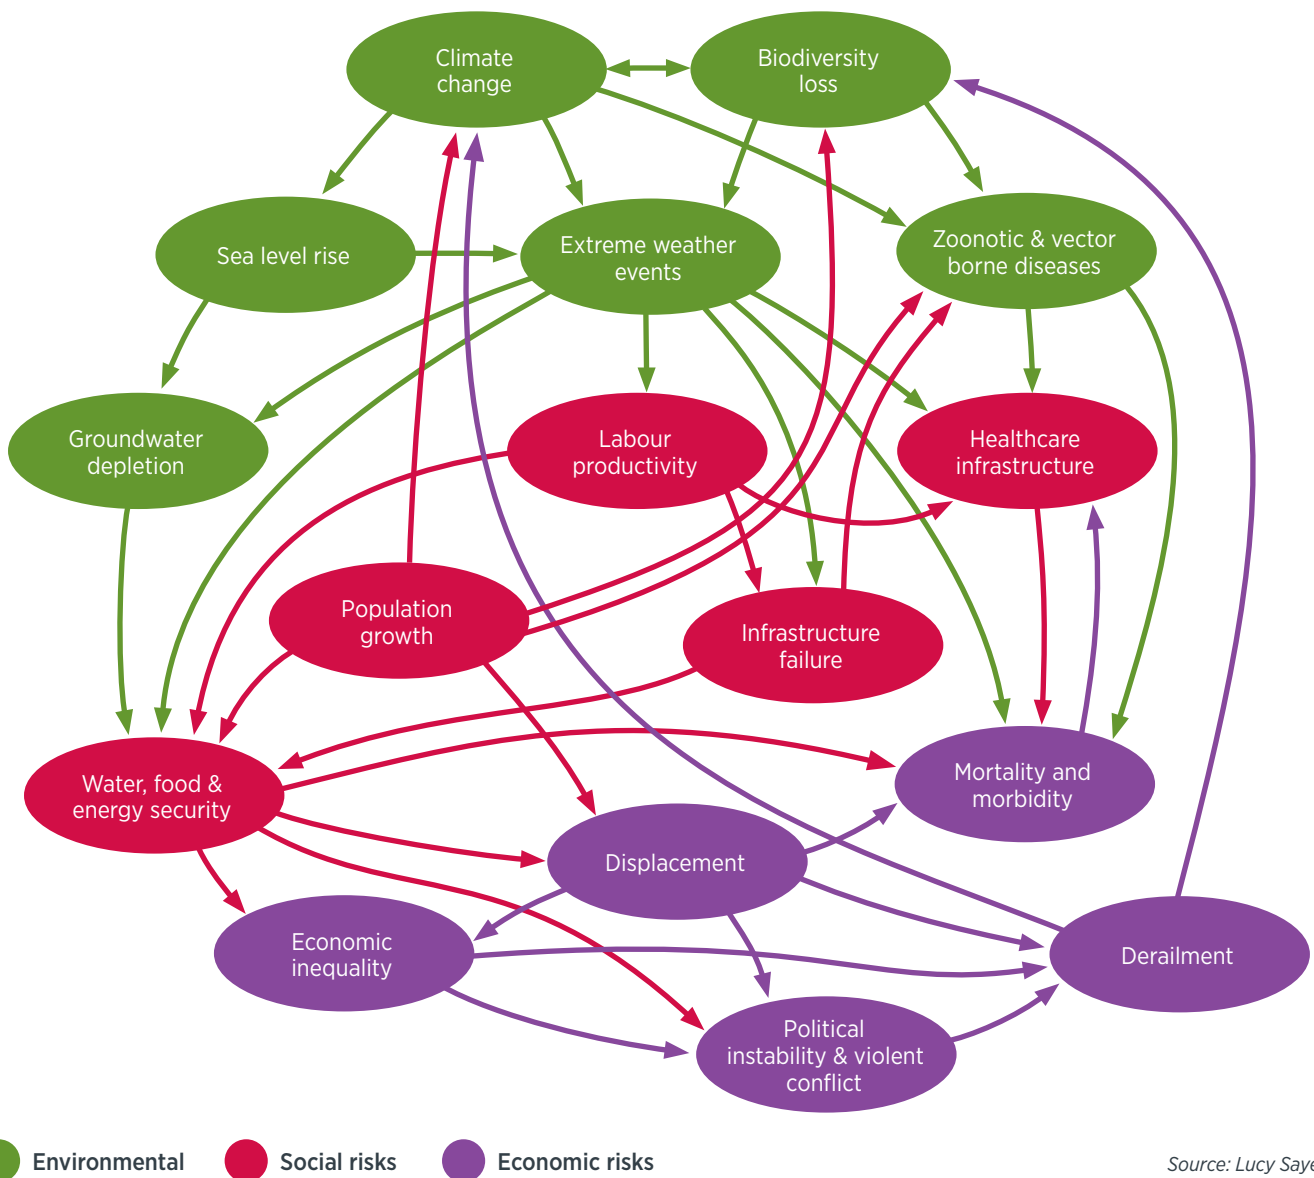 Climate
change
Biodiversity
loss
Sea level rise
Extreme weather
events
Zoonotic & vector
borne diseases
Groundwater
depletion
Labour
productivity
Healthcare
infrastructure
Population
growth
Infrastructure
failure
Water, food &
energy security
Mortality and
morbidity
Displacement
Economic
inequality
Derailment
Political
instability & violent
conflict
Environmental
Social risks
Economic risks
Source: Lucy